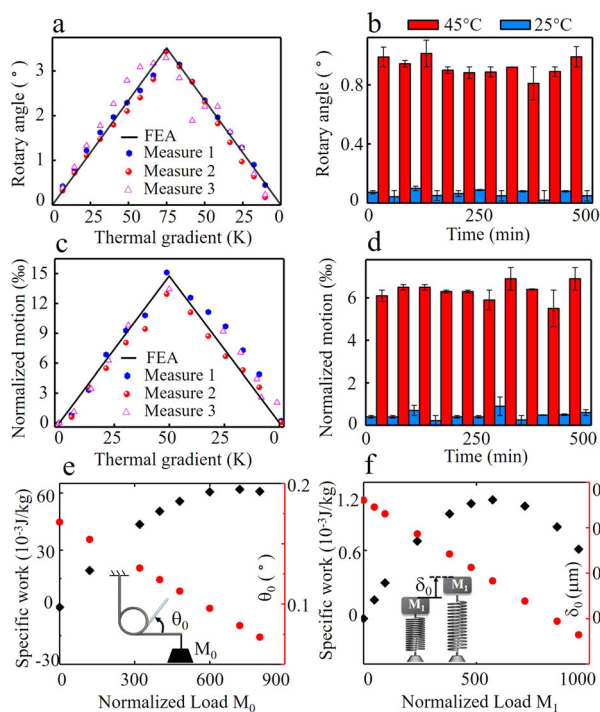 a
Rotary angle (°)
3
2
1
0
FEA
Measure 1
Measure 2
Measure 3
0 25 50 75 50 25 0
Thermal gradient (K)
b
45°C 25°C
Rotary angle (°)
0.8
0.4
0
0 250 500
Time (min)
c
Normalized motion (‰)
15
12
9
6
3
0
FEA
Measure 1
Measure 2
Measure 3
0 25 50 25 0
Thermal gradient (K)
d
Normalized motion (‰)
6
4
2
0
0 250 500
Time (min)
e
Specific work (10⁻³J/kg)
60
30
0
-30
0.2
0.1
θ₀ (°)
θ₀
M₀
0 300 600 900
Normalized Load M₀
f
Specific work (10⁻³J/kg)
1.2
0.6
0
δ₀ (μm)
δ₀
M₁
M₁
0 500 1000
Normalized Load M₁